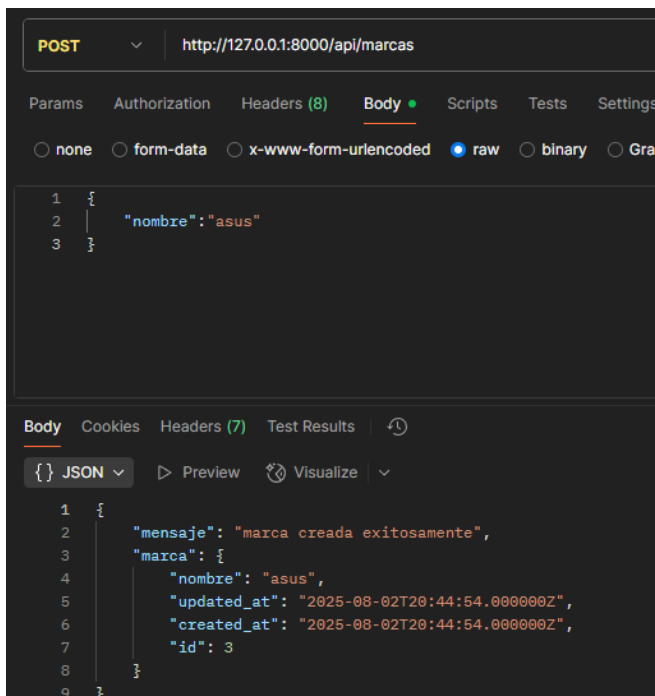 POST http://127.0.0.1:8000/api/marcas
Params Authorization Headers (8) Body Scripts Tests Settings
none form-data x-www-form-urlencoded raw binary Gra
1 {
2 "nombre":"asus"
3 }
Body Cookies Headers (7) Test Results
{} JSON Preview Visualize
1 {
2 "mensaje": "marca creada exitosamente",
3 "marca": {
4 "nombre": "asus",
5 "updated_at": "2025-08-02T20:44:54.000000Z",
6 "created_at": "2025-08-02T20:44:54.000000Z",
7 "id": 3
8 }
9 }